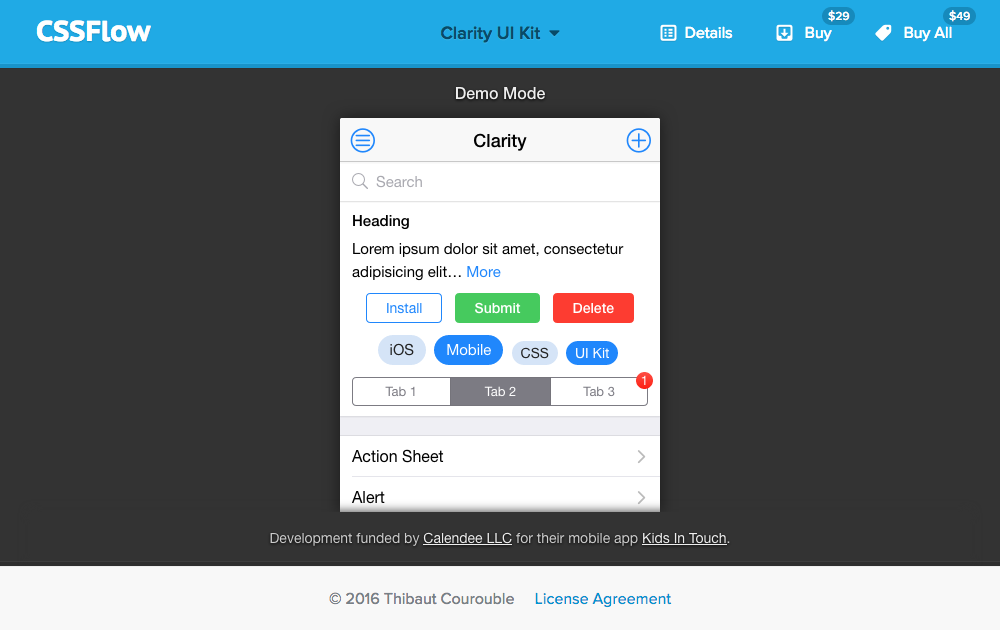 CSSFlow
Clarity UI Kit
Details
Buy
$29
Buy All
$49
Demo Mode
Clarity
Search
Heading
Lorem ipsum dolor sit amet, consectetur
adipisicing elit… More
Install Submit Delete
iOS Mobile CSS UI Kit
Tab 1 Tab 2 Tab 3 1
Action Sheet
Alert
Development funded by Calendee LLC for their mobile app Kids In Touch.
© 2016 Thibaut Courouble License Agreement